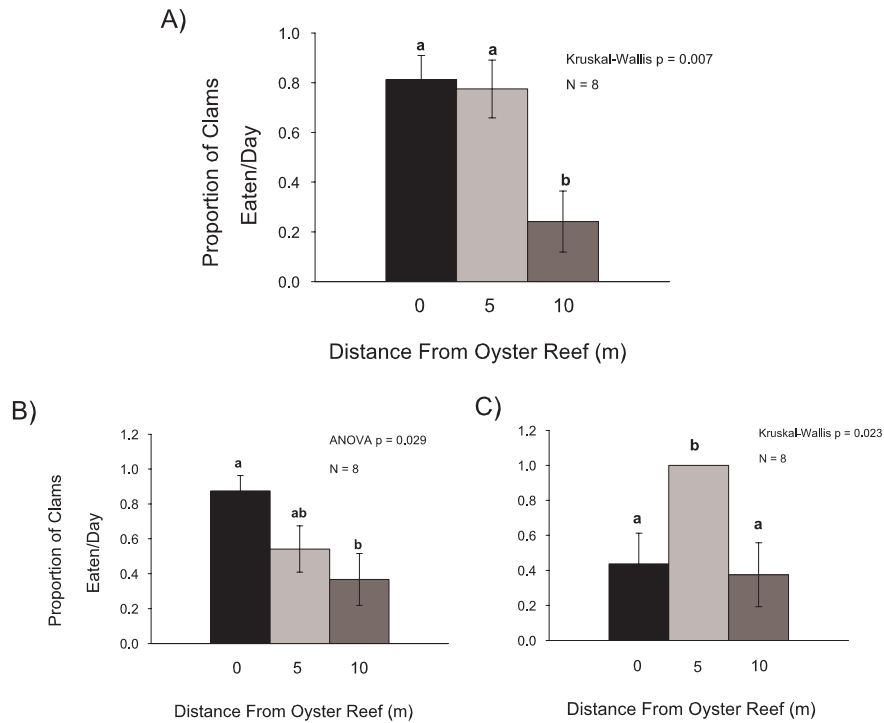 A)
Proportion of Clams
Eaten/Day
1.0
0.8
0.6
0.4
0.2
0.0
a
a
b
Kruskal-Wallis p = 0.007
N = 8
0 5 10
Distance From Oyster Reef (m)
B)
Proportion of Clams
Eaten/Day
1.2
1.0
0.8
0.6
0.4
0.2
0.0
a
ab
b
ANOVA p = 0.029
N = 8
0 5 10
Distance From Oyster Reef (m)
C)
1.2
1.0
0.8
0.6
0.4
0.2
0.0
a
b
a
Kruskal-Wallis p = 0.023
N = 8
0 5 10
Distance From Oyster Reef (m)